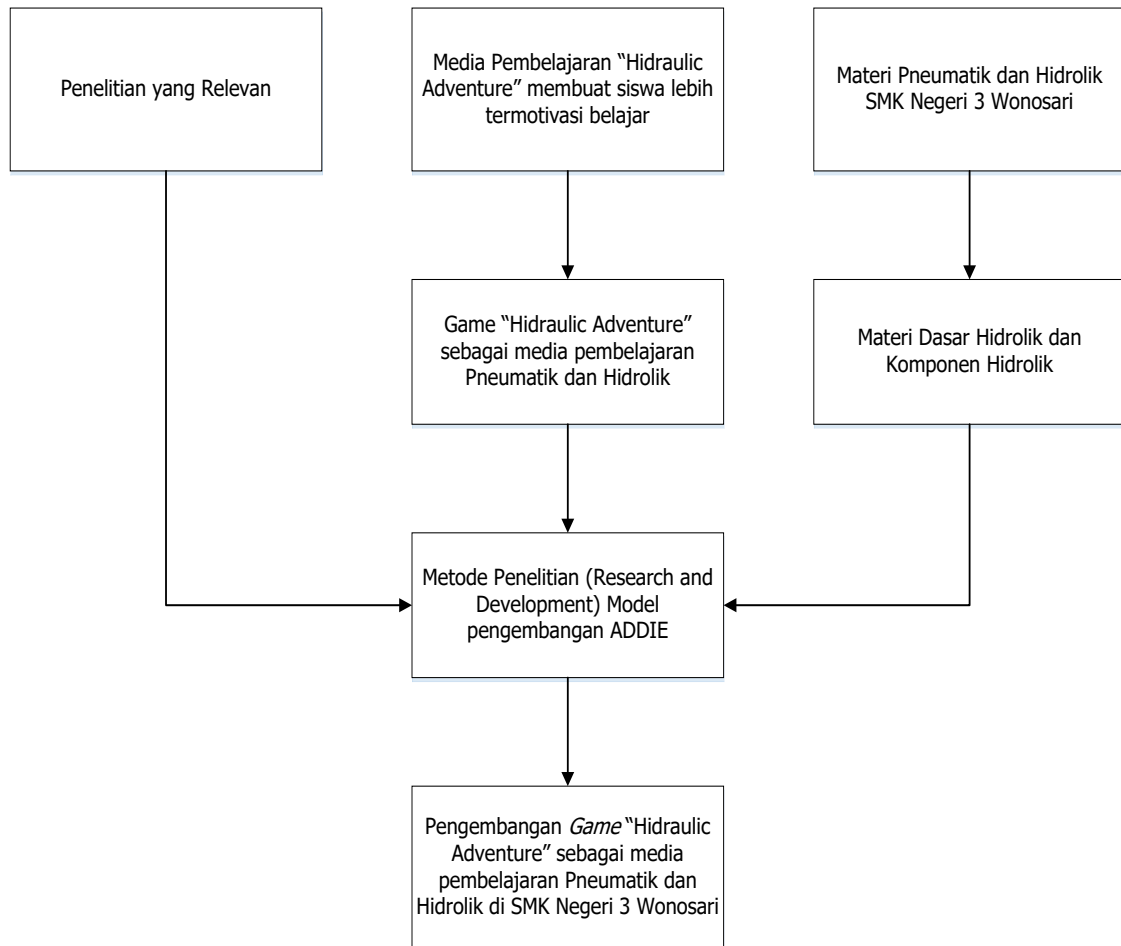 Penelitian yang Relevan
Media Pembelajaran “Hidraulic
Adventure” membuat siswa lebih
termotivasi belajar
Materi Pneumatik dan Hidrolik
SMK Negeri 3 Wonosari
Game “Hidraulic Adventure”
sebagai media pembelajaran
Pneumatik dan Hidrolik
Materi Dasar Hidrolik dan
Komponen Hidrolik
Metode Penelitian (Research and
Development) Model
pengembangan ADDIE
Pengembangan Game “Hidraulic
Adventure” sebagai media
pembelajaran Pneumatik dan
Hidrolik di SMK Negeri 3 Wonosari